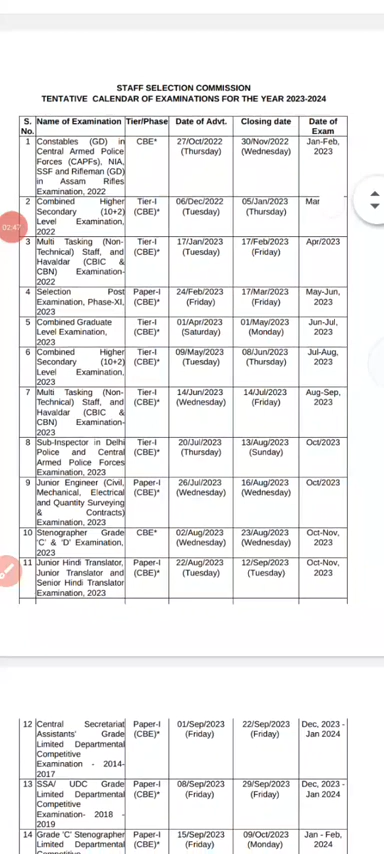 STAFF SELECTION COMMISSION
TENTATIVE CALENDAR OF EXAMINATIONS FOR THE YEAR 2023-2024
S. No. Name of Examination Tier/Phase Date of Advt. Closing date Date of Exam
1 Constables (GD) in Central Armed Police Forces (CAPFs), NIA, SSF and Rifleman (GD) in Assam Rifles Examination, 2022 CBE* 27/Oct/2022 (Thursday) 30/Nov/2022 (Wednesday) Jan-Feb, 2023
2 Combined Higher Secondary (10+2) Level Examination, 2022 Tier-I (CBE)* 06/Dec/2022 (Tuesday) 05/Jan/2023 (Thursday) Mar
02:47
3 Multi Tasking (Non-Technical) Staff, and Havaldar (CBIC & CBN) Examination-2022 Tier-I (CBE)* 17/Jan/2023 (Tuesday) 17/Feb/2023 (Friday) Apr/2023
4 Selection Post Examination, Phase-XI, 2023 Paper-I (CBE)* 24/Feb/2023 (Friday) 17/Mar/2023 (Friday) May-Jun, 2023
5 Combined Graduate Level Examination, 2023 Tier-I (CBE)* 01/Apr/2023 (Saturday) 01/May/2023 (Monday) Jun-Jul, 2023
6 Combined Higher Secondary (10+2) Level Examination, 2023 Tier-I (CBE)* 09/May/2023 (Tuesday) 08/Jun/2023 (Thursday) Jul-Aug, 2023
7 Multi Tasking (Non-Technical) Staff, and Havaldar (CBIC & CBN) Examination-2023 Tier-I (CBE)* 14/Jun/2023 (Wednesday) 14/Jul/2023 (Friday) Aug-Sep, 2023
8 Sub-Inspector in Delhi Police and Central Armed Police Forces Examination, 2023 Tier-I (CBE)* 20/Jul/2023 (Thursday) 13/Aug/2023 (Sunday) Oct/2023
9 Junior Engineer (Civil, Mechanical, Electrical and Quantity Surveying & Contracts) Examination, 2023 Paper-I (CBE)* 26/Jul/2023 (Wednesday) 16/Aug/2023 (Wednesday) Oct/2023
10 Stenographer Grade 'C' & 'D' Examination, 2023 CBE* 02/Aug/2023 (Wednesday) 23/Aug/2023 (Wednesday) Oct-Nov, 2023
11 Junior Hindi Translator, Junior Translator and Senior Hindi Translator Examination, 2023 Paper-I (CBE)* 22/Aug/2023 (Tuesday) 12/Sep/2023 (Tuesday) Oct-Nov, 2023
12 Central Secretariat Assistants' Grade Limited Departmental Competitive Examination - 2014-2017 Paper-I (CBE)* 01/Sep/2023 (Friday) 22/Sep/2023 (Friday) Dec, 2023 - Jan 2024
13 SSA/ UDC Grade Limited Departmental Competitive Examination- 2018 - 2019 Paper-I (CBE)* 08/Sep/2023 (Friday) 29/Sep/2023 (Friday) Dec, 2023 - Jan 2024
14 Grade 'C' Stenographer Limited Departmental Paper-I (CBE)* 15/Sep/2023 (Friday) 09/Oct/2023 (Monday) Jan - Feb, 2024